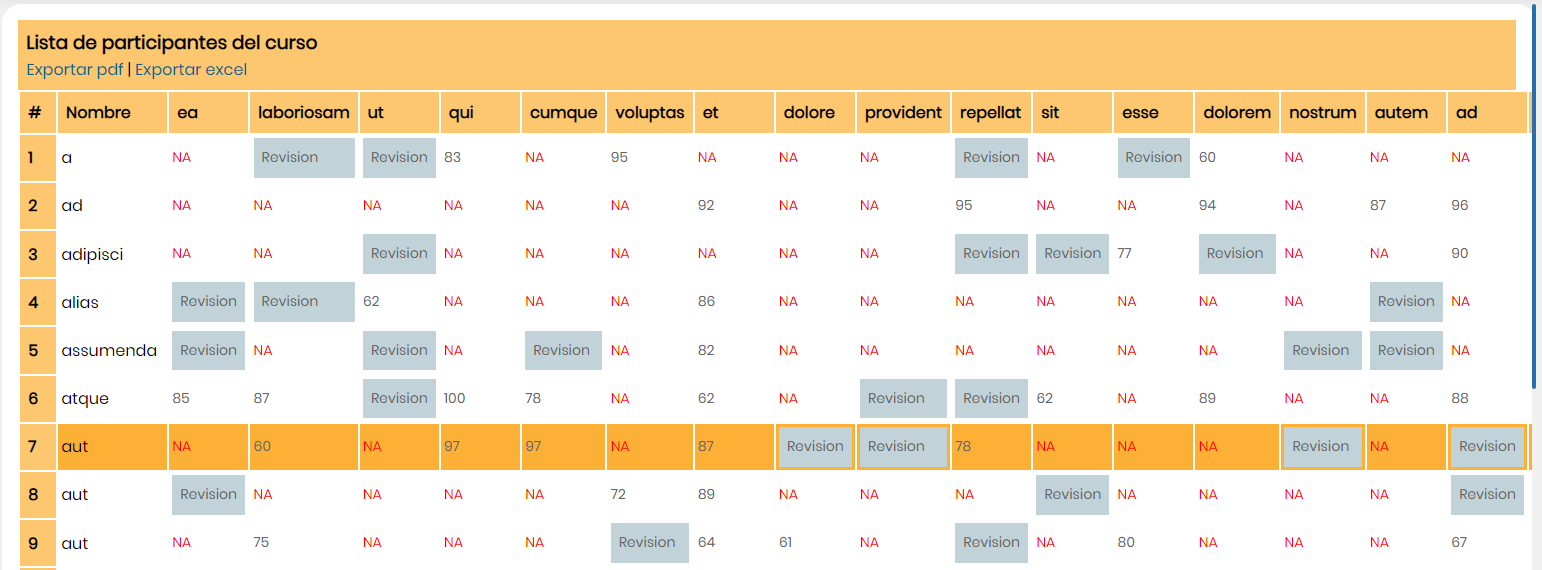 Lista de participantes del curso
Exportar pdf | Exportar excel
# Nombre ea laboriosam ut qui cumque voluptas et dolore provident repellat sit esse dolorem nostrum autem ad
1 a NA Revision Revision 83 NA 95 NA NA NA Revision NA Revision 60 NA NA NA
2 ad NA NA NA NA NA NA 92 NA NA 95 NA NA 94 NA 87 96
3 adipisci NA NA Revision NA NA NA NA NA NA Revision Revision 77 Revision NA NA 90
4 alias Revision Revision 62 NA NA NA 86 NA NA NA NA NA NA NA Revision NA
5 assumenda Revision NA Revision NA Revision NA 82 NA NA NA NA NA NA Revision Revision NA
6 atque 85 87 Revision 100 78 NA 62 NA Revision Revision 62 NA 89 NA NA 88
7 aut NA 60 NA 97 97 NA 87 Revision Revision 78 NA NA NA Revision NA Revision
8 aut Revision NA NA NA NA 72 89 NA NA NA Revision NA NA NA NA Revision
9 aut NA 75 NA NA NA Revision 64 61 NA Revision NA 80 NA NA NA 67